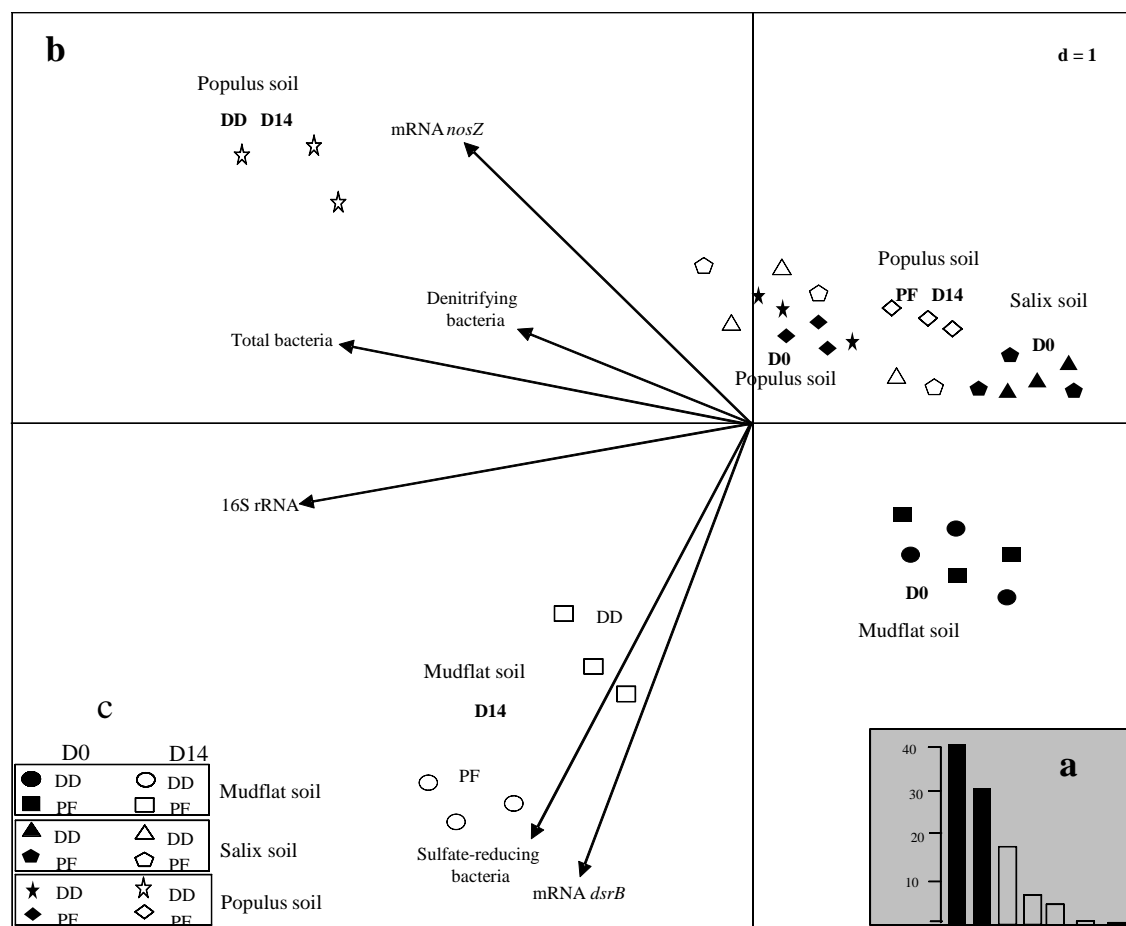 b
d = 1
Populus soil
DD D14
mRNA nosZ
Populus soil
PF D14
Salix soil
D0
Denitrifying
bacteria
Total bacteria
D0
Populus soil
16S rRNA
D0
Mudflat soil
DD
Mudflat soil
D14
PF
Sulfate-reducing
bacteria
mRNA dsrB
c
D0 D14
DD DD
PF PF
Mudflat soil
DD DD
PF PF
Salix soil
DD DD
PF PF
Populus soil
a
40
30
20
10